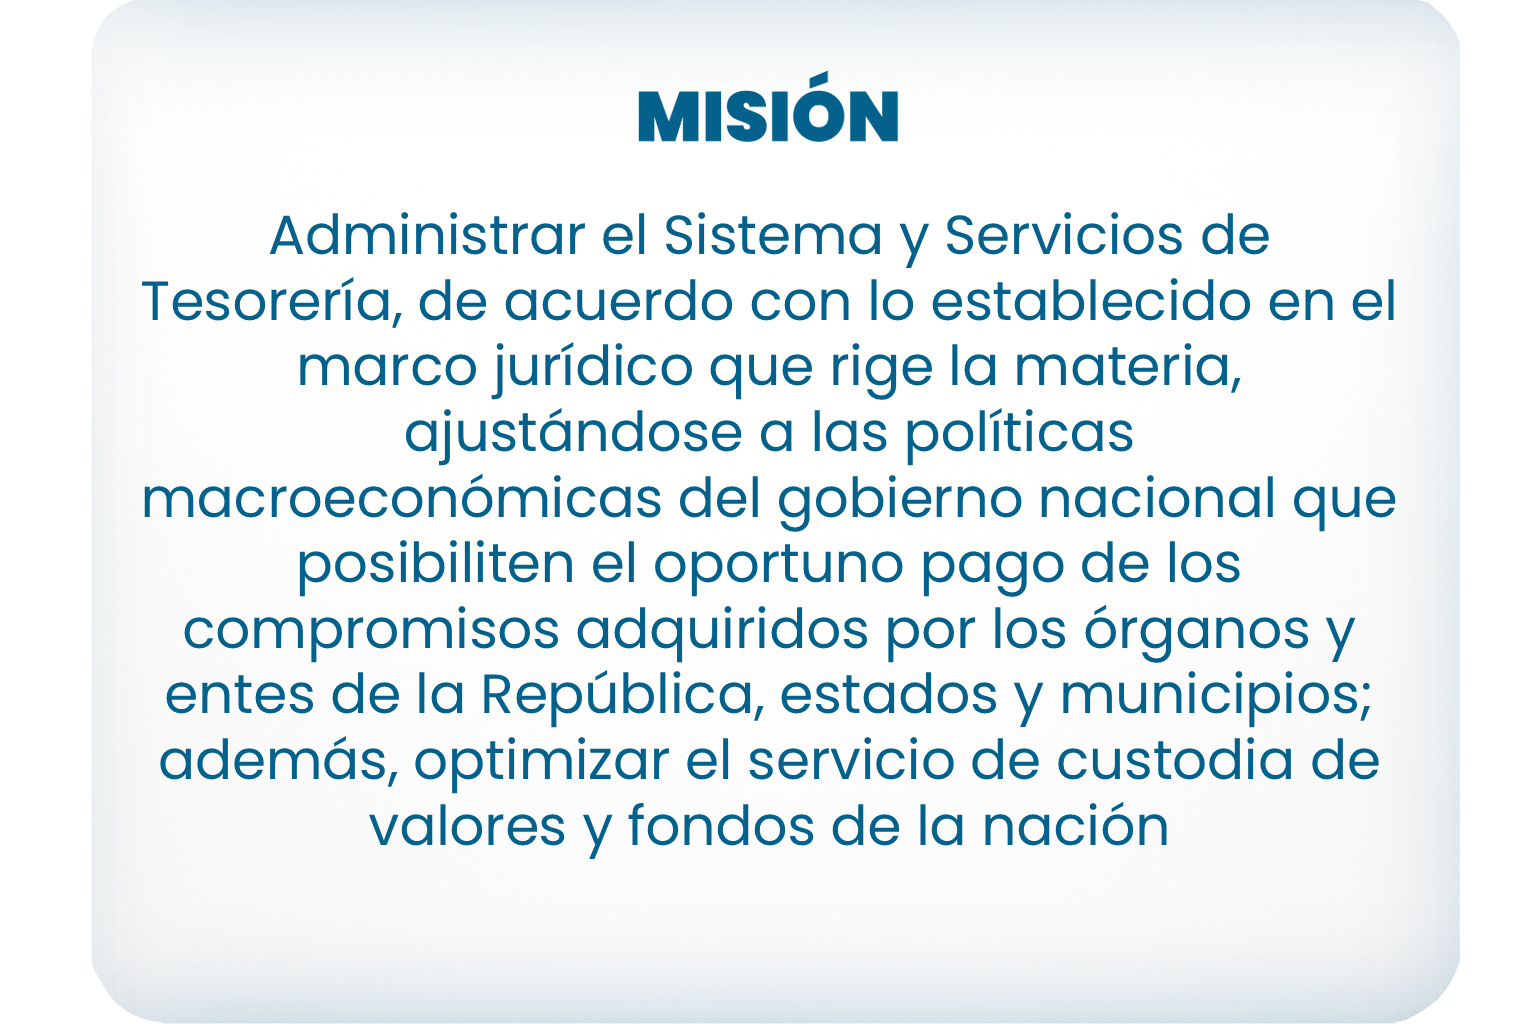 MISIÓN
Administrar el Sistema y Servicios de
Tesorería, de acuerdo con lo establecido en el
marco jurídico que rige la materia,
ajustándose a las políticas
macroeconómicas del gobierno nacional que
posibiliten el oportuno pago de los
compromisos adquiridos por los órganos y
entes de la República, estados y municipios;
además, optimizar el servicio de custodia de
valores y fondos de la nación